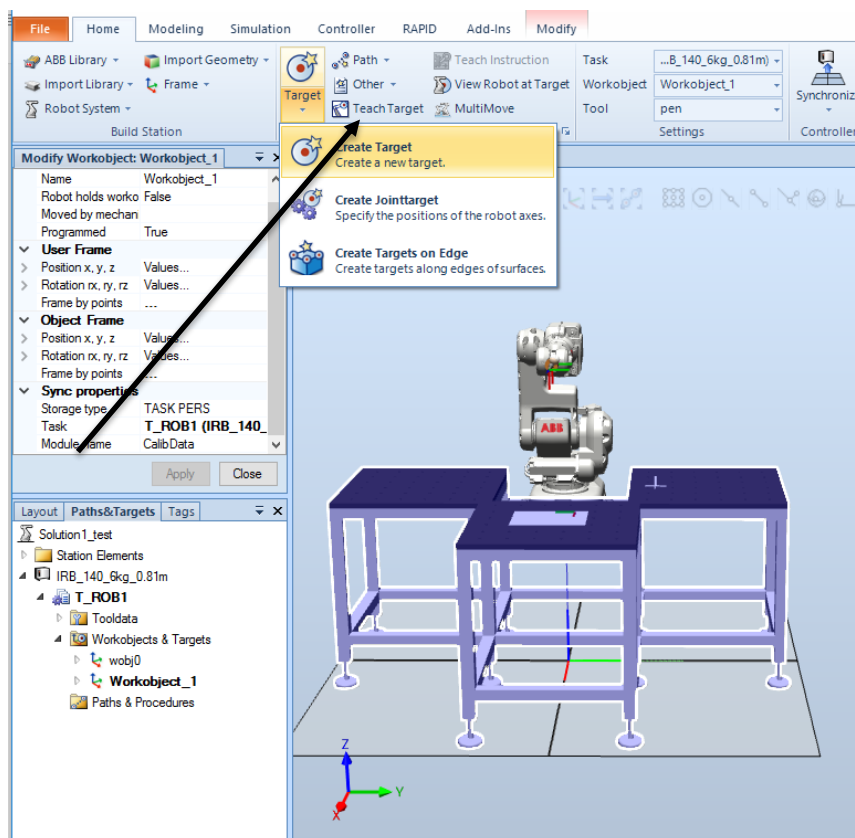 File Home Modeling Simulation Controller RAPID Add-Ins Modify
ABB Library Import Geometry
Import Library Frame
Robot System
Build Station
Target
Path Teach Instruction
Other View Robot at Target
Teach Target MultiMove
Task ...B_140_6kg_0.81m)
Workobject Workobject_1
Tool pen
Settings
Synchroniz
Controller
Create Target
Create a new target.
Create Jointtarget
Specify the positions of the robot axes.
Create Targets on Edge
Create targets along edges of surfaces.
Modify Workobject: Workobject_1
Name Workobject_1
Robot holds worko False
Moved by mechan
Programmed True
User Frame
Position x, y, z Values...
Rotation rx, ry, rz Values...
Frame by points ...
Object Frame
Position x, y, z Values...
Rotation rx, ry, rz Values...
Frame by points ...
Sync properties
Storage type TASK PERS
Task T_ROB1 (IRB_140_
Module name CalibData
Apply Close
Layout Paths&Targets Tags
Solution1_test
Station Elements
IRB_140_6kg_0.81m
T_ROB1
Tooldata
Workobjects & Targets
wobj0
Workobject_1
Paths & Procedures
ABB
Z
Y
X